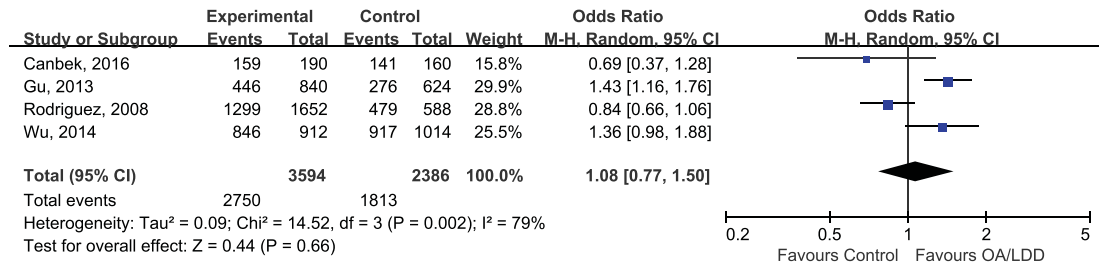 Experimental Control Odds Ratio Odds Ratio
Study or Subgroup Events Total Events Total Weight M-H. Random. 95% CI M-H. Random. 95% CI
Canbek, 2016 159 190 141 160 15.8% 0.69 [0.37, 1.28]
Gu, 2013 446 840 276 624 29.9% 1.43 [1.16, 1.76]
Rodriguez, 2008 1299 1652 479 588 28.8% 0.84 [0.66, 1.06]
Wu, 2014 846 912 917 1014 25.5% 1.36 [0.98, 1.88]
Total (95% CI) 3594 2386 100.0% 1.08 [0.77, 1.50]
Total events 2750 1813
Heterogeneity: Tau² = 0.09; Chi² = 14.52, df = 3 (P = 0.002); I² = 79%
Test for overall effect: Z = 0.44 (P = 0.66)
0.2 0.5 1 2 5
Favours Control Favours OA/LDD